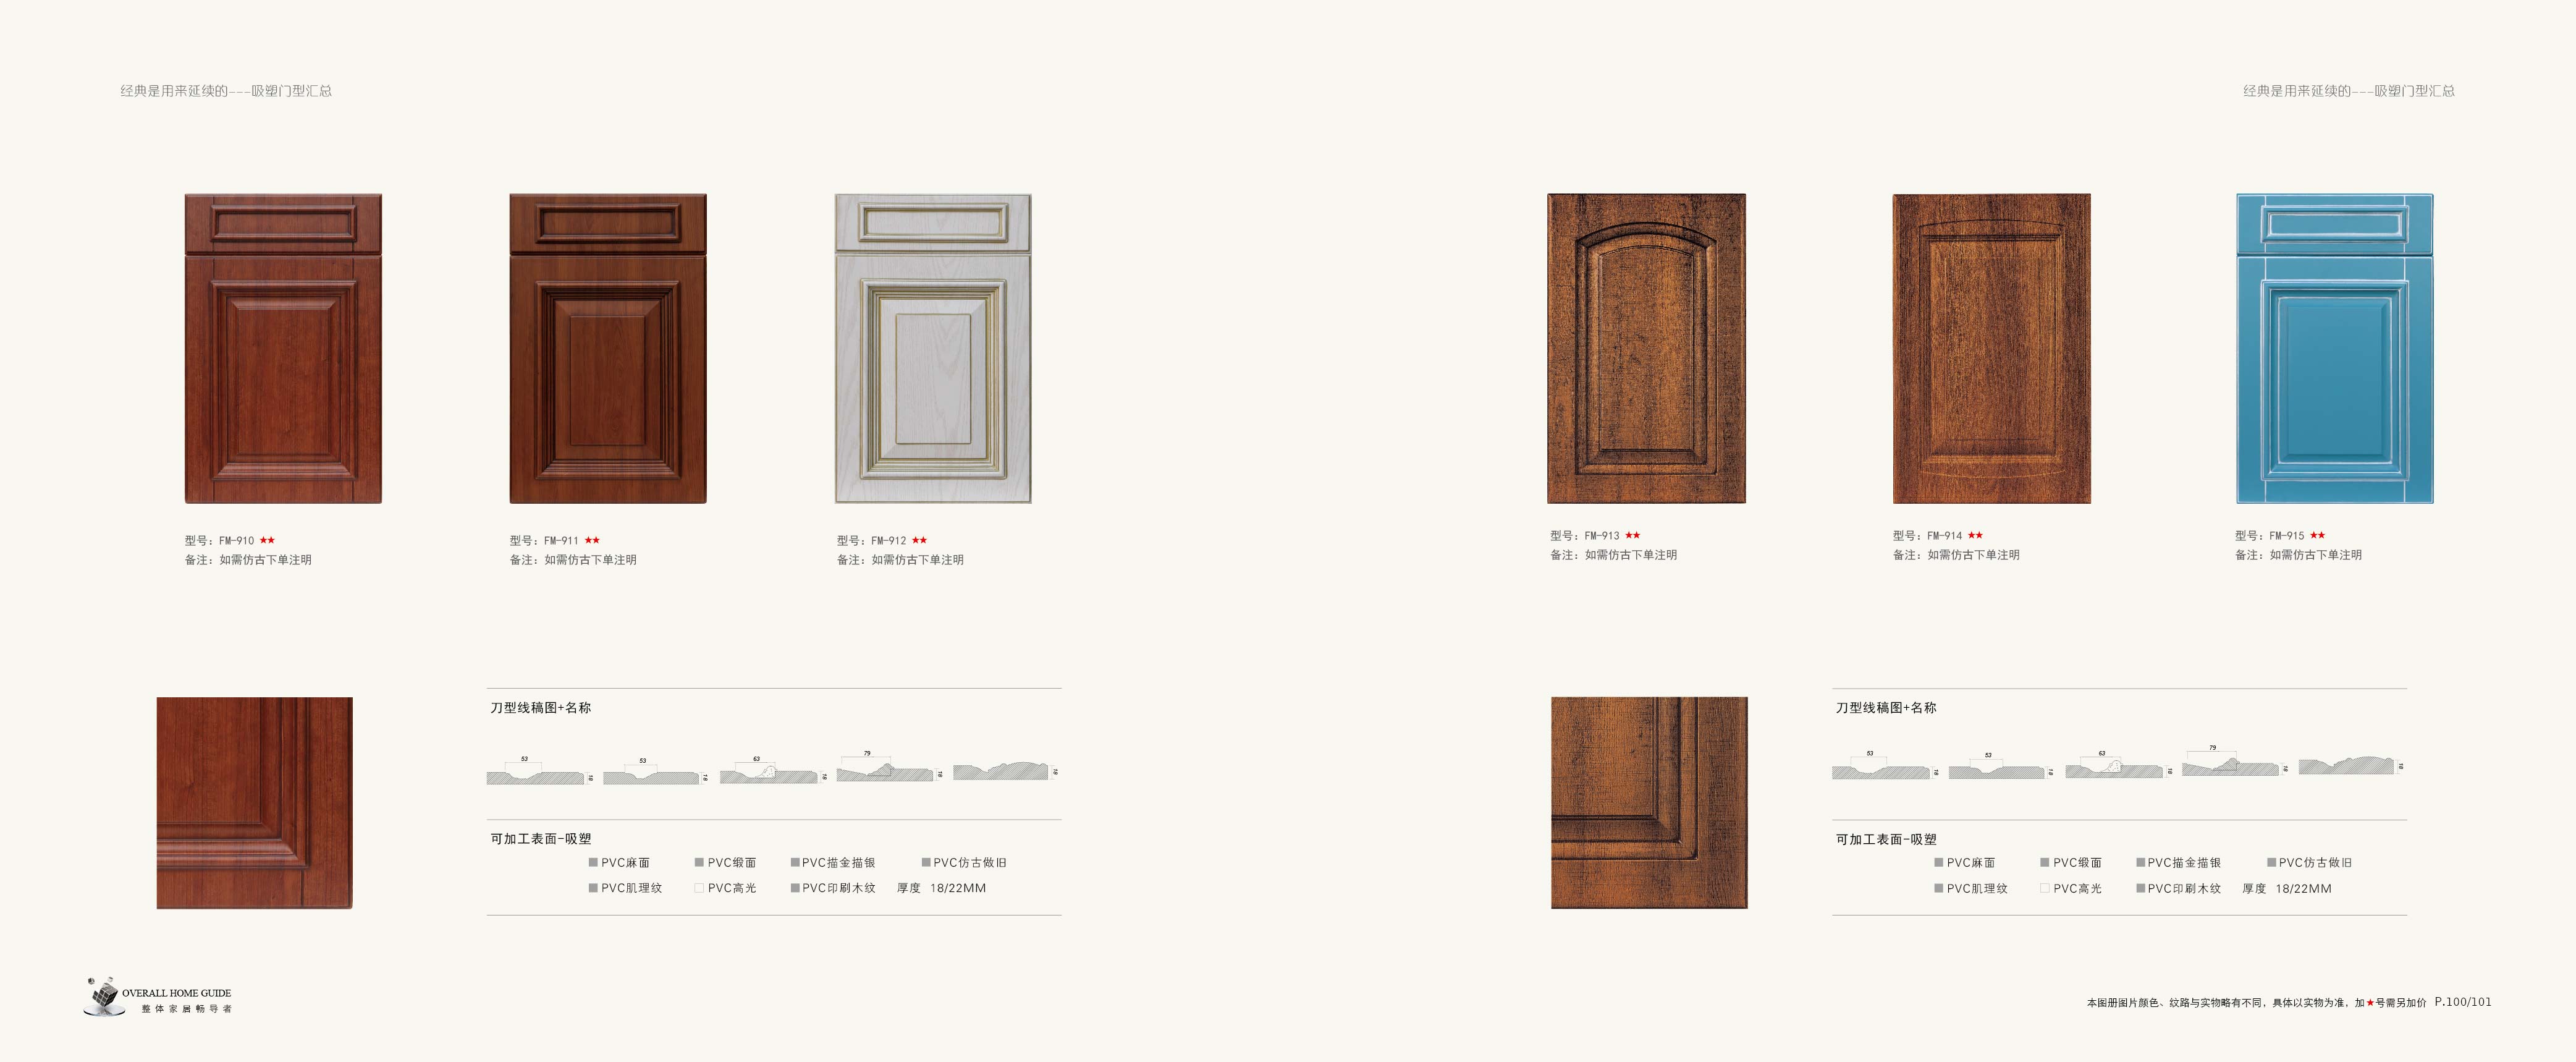 经典是用来延续的---吸塑门型汇总
经典是用来延续的---吸塑门型汇总
型号：FM-910 ★★
备注：如需仿古下单注明
型号：FM-911 ★★
备注：如需仿古下单注明
型号：FM-912 ★★
备注：如需仿古下单注明
型号：FM-913 ★★
备注：如需仿古下单注明
型号：FM-914 ★★
备注：如需仿古下单注明
型号：FM-915 ★★
备注：如需仿古下单注明
刀型线稿图+名称
53 18 53 18 63 18 79 18 18
可加工表面-吸塑
PVC麻面 PVC缎面 PVC描金描银 PVC仿古做旧
PVC肌理纹 PVC高光 PVC印刷木纹 厚度 18/22MM
刀型线稿图+名称
53 18 53 18 63 18 79 18 18
可加工表面-吸塑
PVC麻面 PVC缎面 PVC描金描银 PVC仿古做旧
PVC肌理纹 PVC高光 PVC印刷木纹 厚度 18/22MM
OVERALL HOME GUIDE
整体家居畅导者
本图册图片颜色、纹路与实物略有不同，具体以实物为准，加★号需另加价 P.100/101